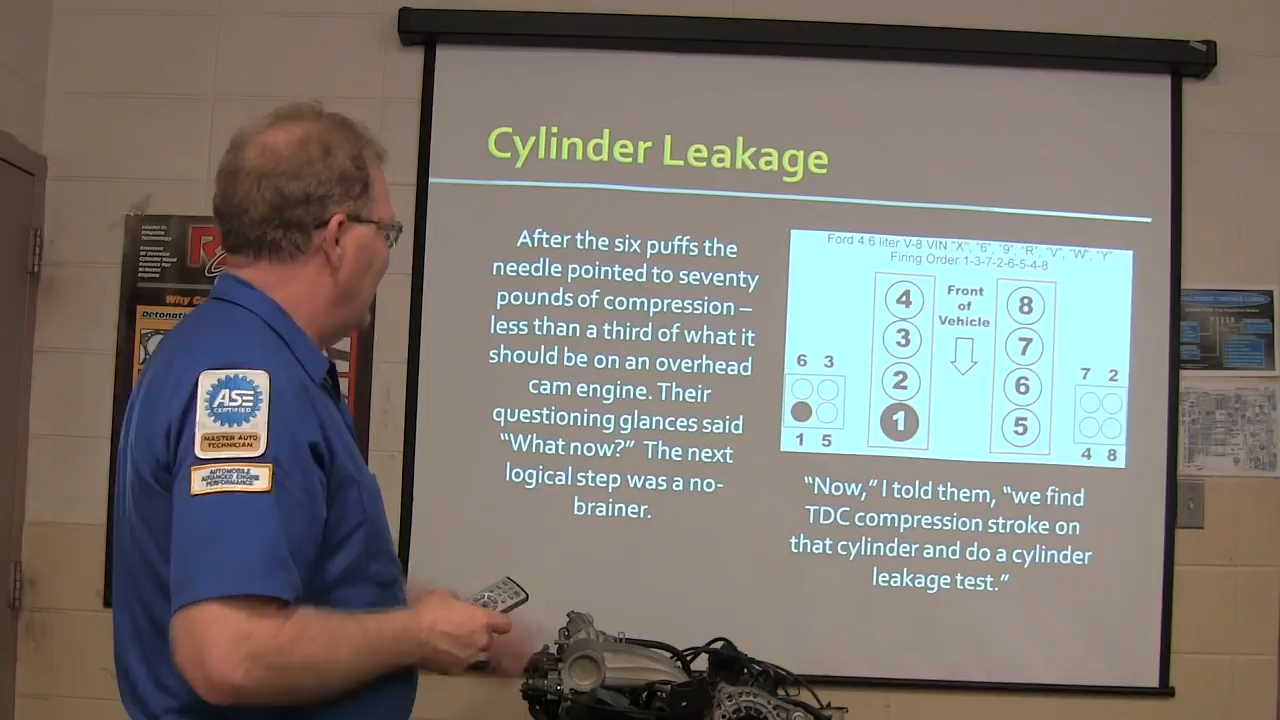 Cylinder Leakage
After the six puffs the
needle pointed to seventy
pounds of compression –
less than a third of what it
should be on an overhead
cam engine. Their
questioning glances said
"What now?" The next
logical step was a no-
brainer.
Ford 4.6 liter V-8 VIN "X", "6", "9", "R", "V", "W", "Y"
Firing Order 1-3-7-2-6-5-4-8
4
3
2
1
Front
of
Vehicle
8
7
6
5
6 3
1 5
7 2
4 8
"Now," I told them, "we find
TDC compression stroke on
that cylinder and do a cylinder
leakage test."
ASE
CERTIFIED
MASTER AUTO
TECHNICIAN
AUTOMOBILE
ADVANCED ENGINE
PERFORMANCE
R
Why Gr
Detonati